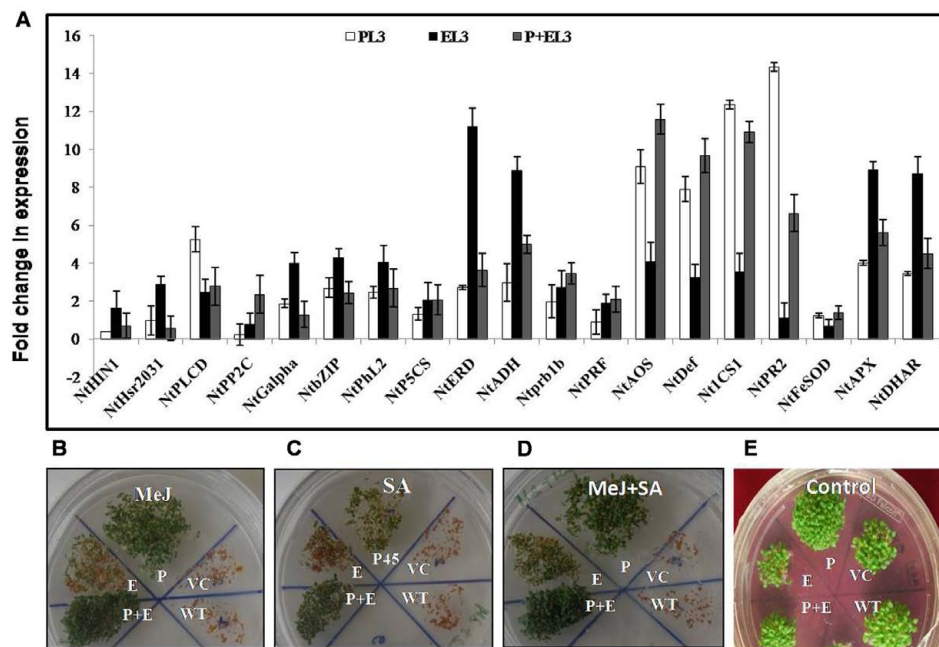 A
Fold change in expression
16
14
12
10
8
6
4
2
0
-2
PL3 EL3 P+EL3
NtHIN1 NtHsr2031 NtPLCD NtPP2C NtGalpha NtbZIP NtPhL2 NtP5CS NtERD NtADH Ntprb1b NtPRF NtAOS NtDef Nt1CS1 NtPR2 NtFeSOD NtAPX NtDHAR
B C D E
MeJ
E P VC
P+E WT
SA
E P45 VC
P+E WT
MeJ+SA
E P VC
P+E WT
Control
E P VC
P+E WT